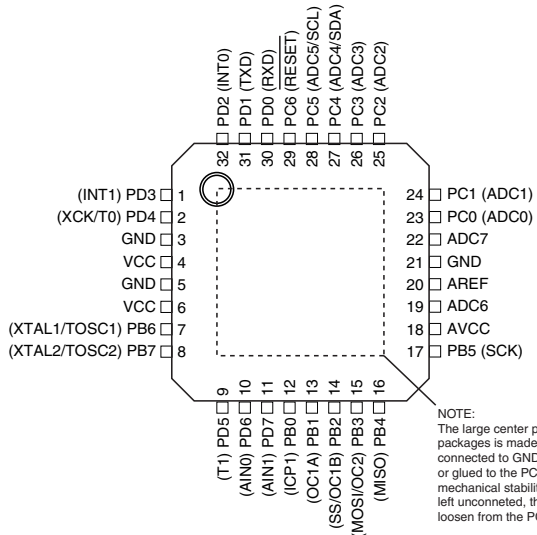 32 PD2 (INT0)
31 PD1 (TXD)
30 PD0 (RXD)
29 PC6 (RESET)
28 PC5 (ADC5/SCL)
27 PC4 (ADC4/SDA)
26 PC3 (ADC3)
25 PC2 (ADC2)
(INT1) PD3 1
(XCK/T0) PD4 2
GND 3
VCC 4
GND 5
VCC 6
(XTAL1/TOSC1) PB6 7
(XTAL2/TOSC2) PB7 8
24 PC1 (ADC1)
23 PC0 (ADC0)
22 ADC7
21 GND
20 AREF
19 ADC6
18 AVCC
17 PB5 (SCK)
(T1) PD5 9
(AIN0) PD6 10
(AIN1) PD7 11
(ICP1) PB0 12
(OC1A) PB1 13
(SS/OC1B) PB2 14
(MOSI/OC2) PB3 15
(MISO) PB4 16
NOTE:
The large center p
packages is made
connected to GND
or glued to the PC
mechanical stabilit
left unconneted, th
loosen from the PC